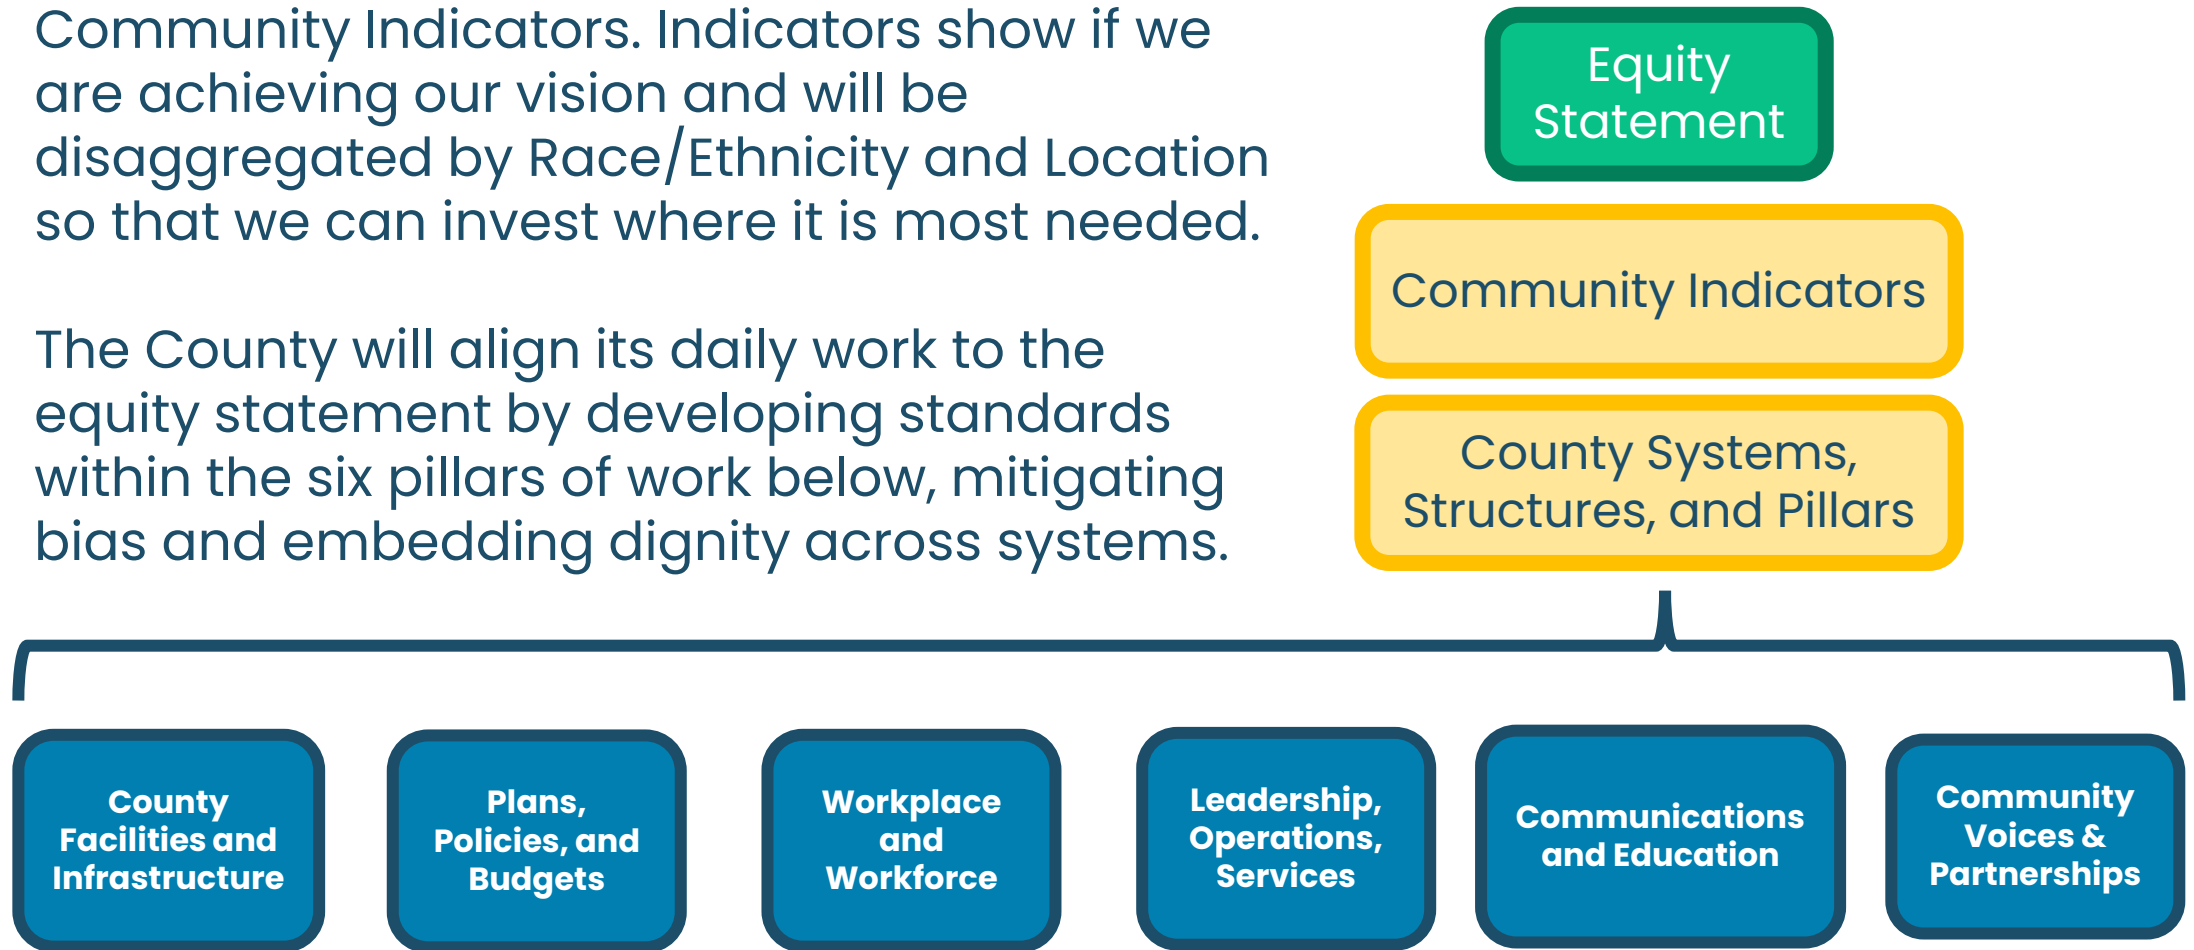 Community Indicators. Indicators show if we
are achieving our vision and will be
disaggregated by Race/Ethnicity and Location
so that we can invest where it is most needed.
The County will align its daily work to the
equity statement by developing standards
within the six pillars of work below, mitigating
bias and embedding dignity across systems.
Equity
Statement
Community Indicators
County Systems,
Structures, and Pillars
County
Facilities and
Infrastructure
Plans,
Policies, and
Budgets
Workplace
and
Workforce
Leadership,
Operations,
Services
Communications
and Education
Community
Voices &
Partnerships